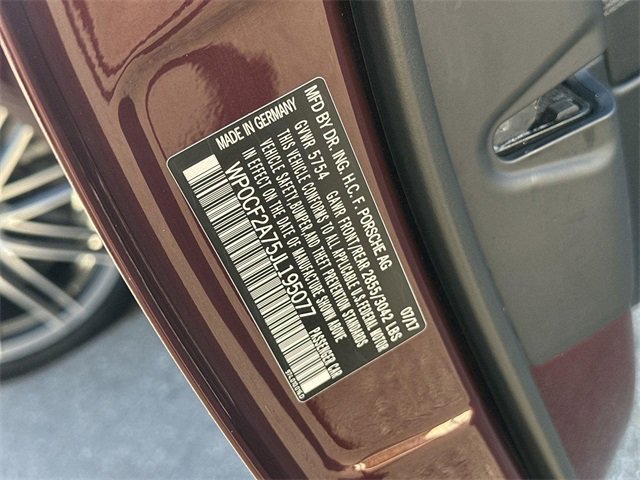 MFD BY DR. ING. H.C. F. PORSCHE AG 07/17
GVWR 5754 GAWR FRONT/REAR 2855/3042 LBS
THIS VEHICLE CONFORMS TO ALL APPLICABLE U.S.FEDERAL MOTOR
VEHICLE SAFETY,BUMPER AND THEFT PREVENTION STANDARDS
IN EFFECT ON DATE OF MANUFACTURE SHOWN ABOVE
MADE IN GERMANY
WP0CF2A75JL195077 PASSENGER CAR